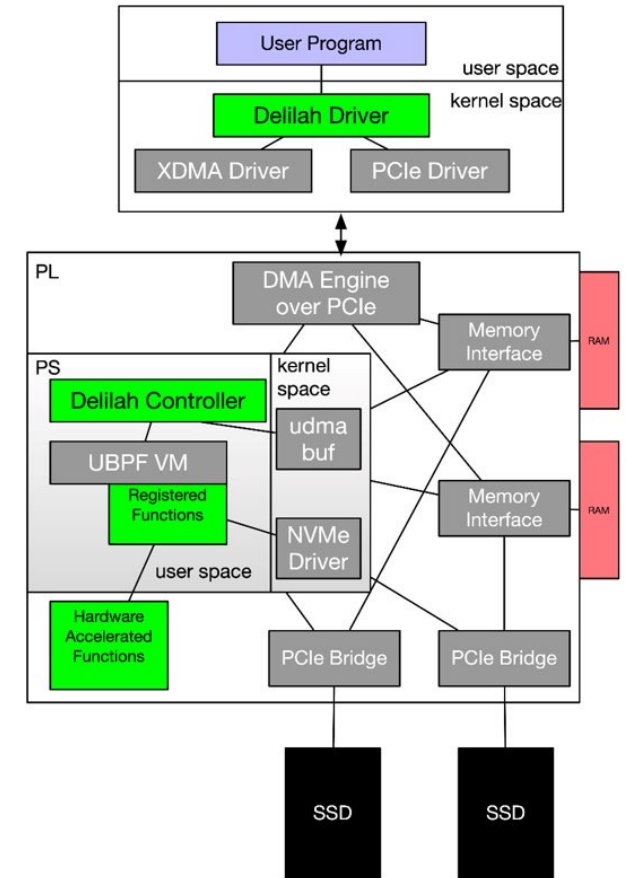 User Program
user space
kernel space
Delilah Driver
XDMA Driver
PCIe Driver
PL
DMA Engine
over PCIe
Memory
Interface
RAM
PS
kernel
space
Delilah Controller
udma
buf
UBPF VM
Registered
Functions
Memory
Interface
RAM
NVMe
Driver
user space
Hardware
Accelerated
Functions
PCIe Bridge
PCIe Bridge
SSD
SSD